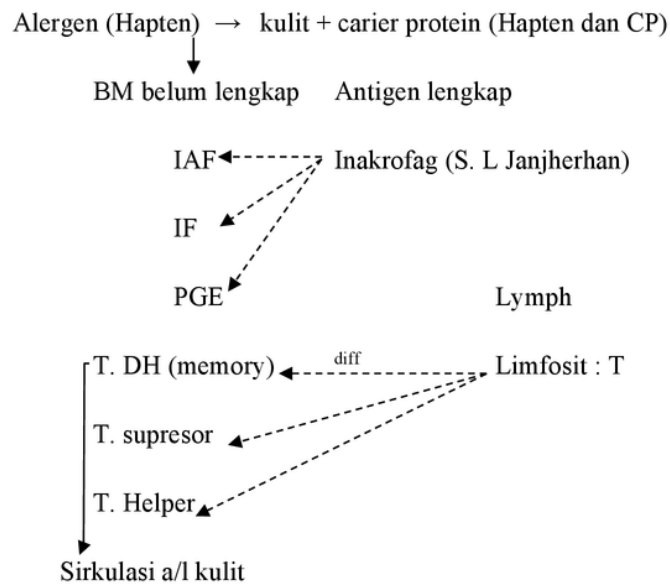 Alergen (Hapten) → kulit + carier protein (Hapten dan CP)
BM belum lengkap Antigen lengkap
IAF Inakrofag (S. L Janjherhan)
IF
PGE Lymph
T. DH (memory) diff Limfosit : T
T. supresor
T. Helper
Sirkulasi a/l kulit